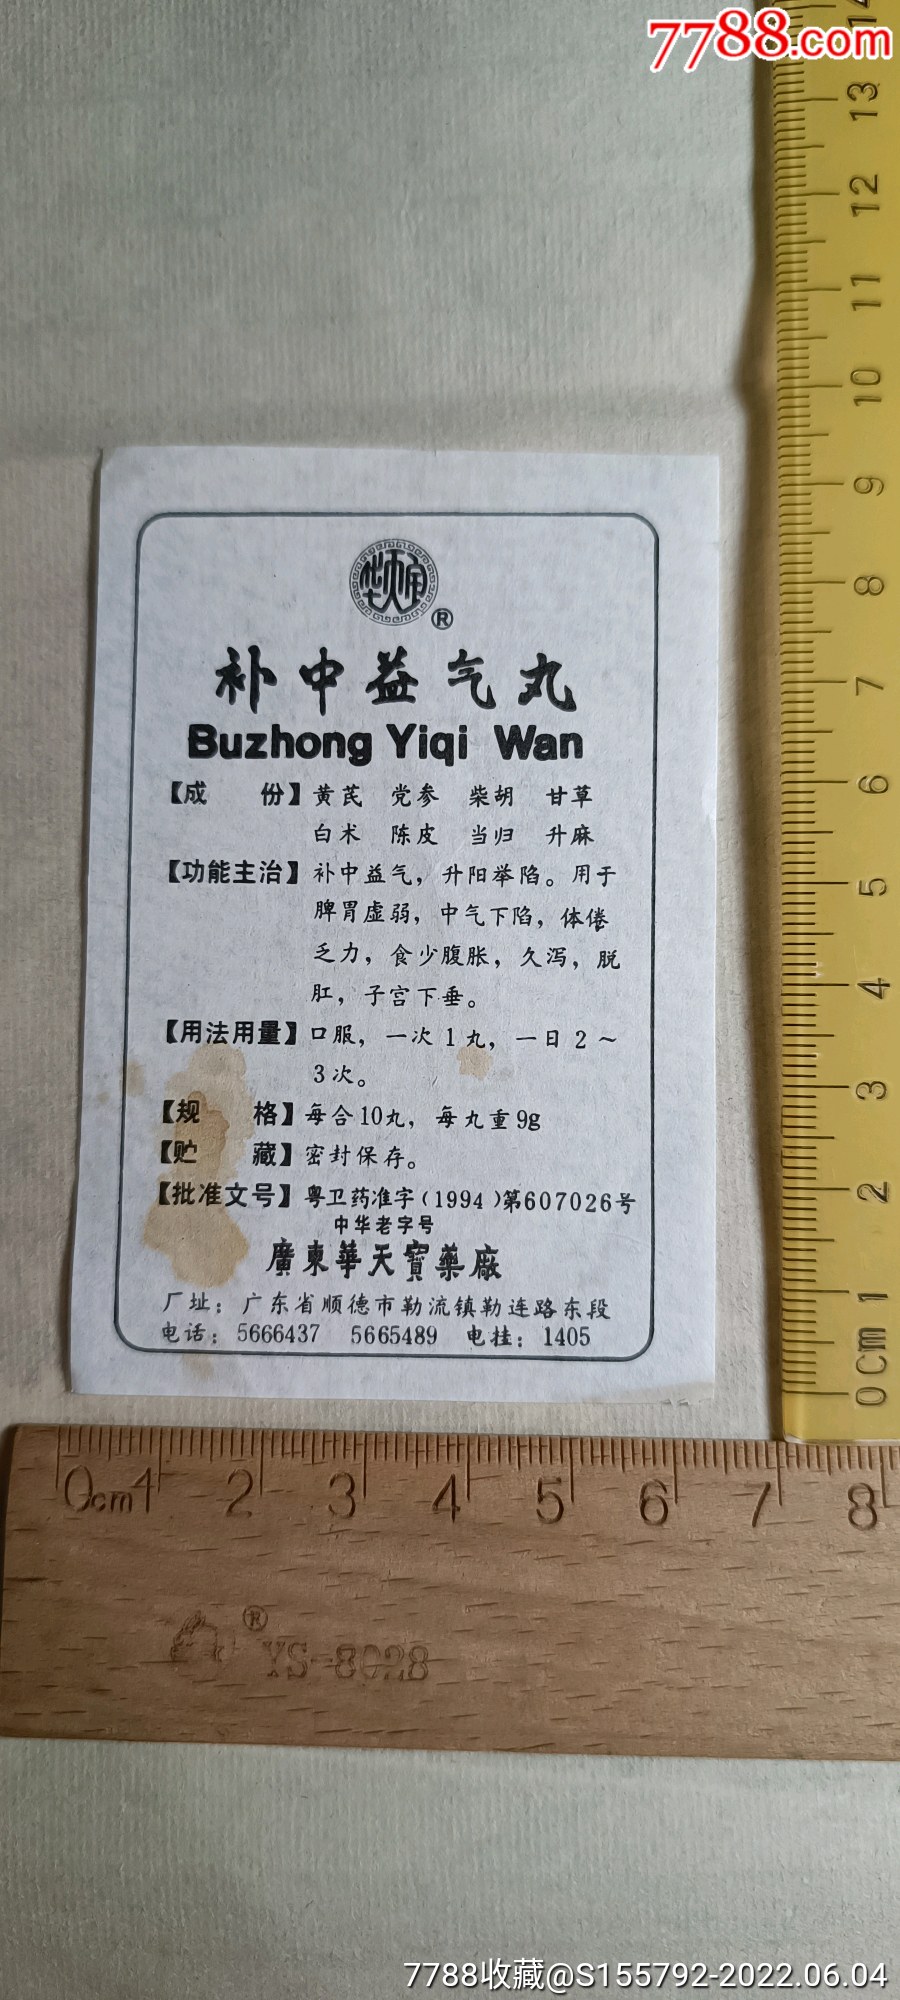 7788.com
14
13
12
11
10
9
8
7
6
5
4
3
2
1
0cm
华天宝
®
补中益气丸
Buzhong Yiqi Wan
【成 份】黄芪 党参 柴胡 甘草
白术 陈皮 当归 升麻
【功能主治】补中益气，升阳举陷。用于
脾胃虚弱，中气下陷，体倦
乏力，食少腹胀，久泻，脱
肛，子宫下垂。
【用法用量】口服，一次1丸，一日2～
3次。
【规 格】每合10丸，每丸重9g
【贮 藏】密封保存。
【批准文号】粤卫药准字(1994)第607026号
中华老字号
廣東華天寶藥廠
厂址：广东省顺德市勒流镇勒连路东段
电话：5666437 5665489 电挂：1405
0cm 1 2 3 4 5 6 7 8
®
YS-8028
7788收藏@S155792-2022.06.04